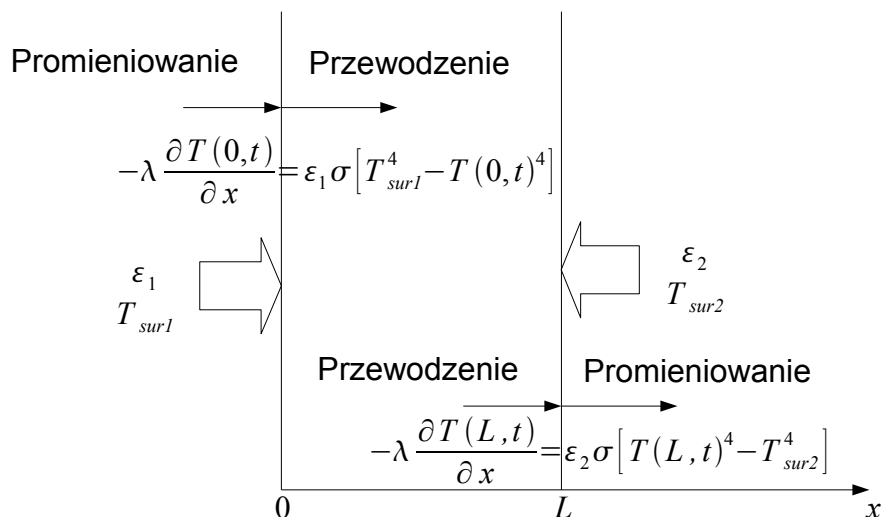 Promieniowanie Przewodzenie
−λ ∂T(0,t)/∂x = ε₁σ[T⁴sur1 − T(0,t)⁴]
ε₁
Tsur1
ε₂
Tsur2
Przewodzenie Promieniowanie
−λ ∂T(L,t)/∂x = ε₂σ[T(L,t)⁴ − T⁴sur2]
0 L x